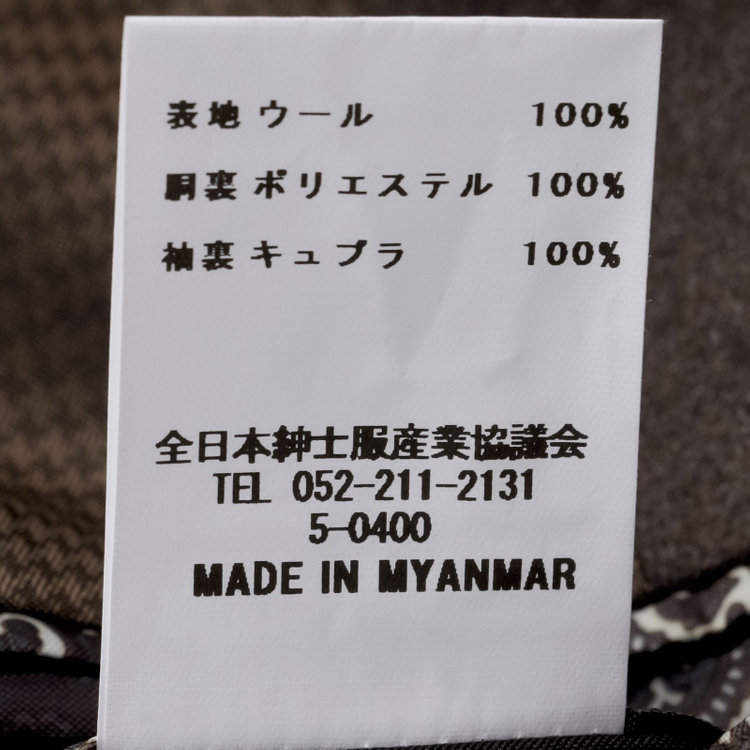 表地 ウール 100%
胴裏 ポリエステル 100%
袖裏 キュプラ 100%
全日本紳士服産業協議会
TEL 052-211-2131
5-0400
MADE IN MYANMAR